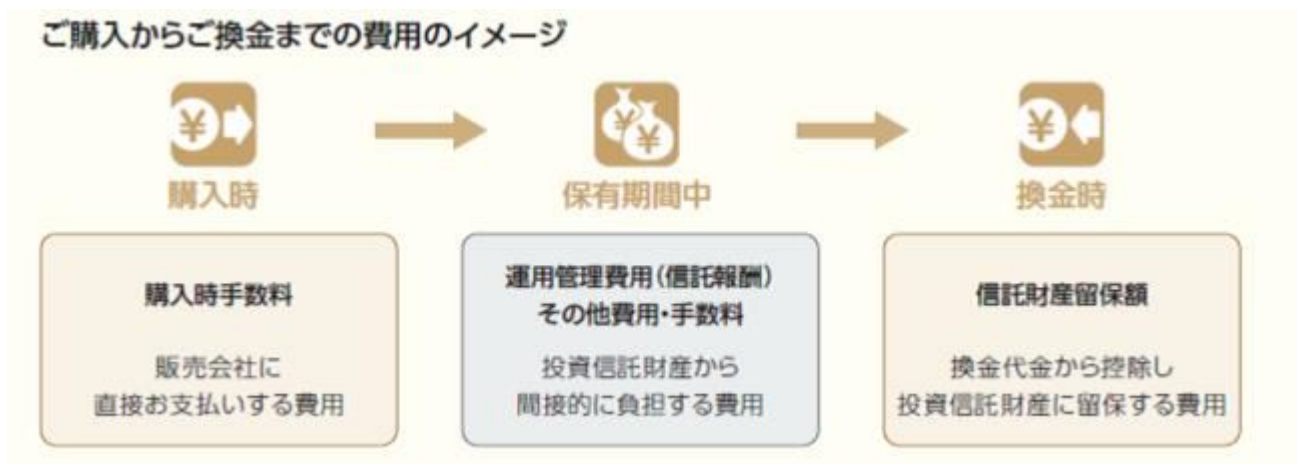 ご購入からご換金までの費用のイメージ
¥
¥
¥
¥
購入時
保有期間中
換金時
購入時手数料
販売会社に
直接お支払いする費用
運用管理費用(信託報酬)
その他費用・手数料
投資信託財産から
間接的に負担する費用
信託財産留保額
換金代金から控除し
投資信託財産に留保する費用